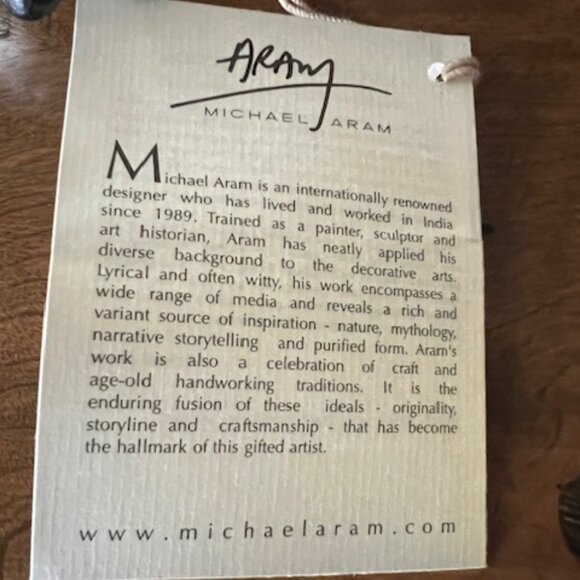 ARAM
MICHAEL ARAM
Michael Aram is an internationally renowned
designer who has lived and worked in India
since 1989. Trained as a painter, sculptor and
art historian, Aram has neatly applied his
diverse background to the decorative arts.
Lyrical and often witty, his work encompasses a
wide range of media and reveals a rich and
variant source of inspiration - nature, mythology,
narrative storytelling and purified form. Aram's
work is also a celebration of craft and
age-old handworking traditions. It is the
enduring fusion of these ideals - originality,
storyline and craftsmanship - that has become
the hallmark of this gifted artist.
www.michaelaram.com